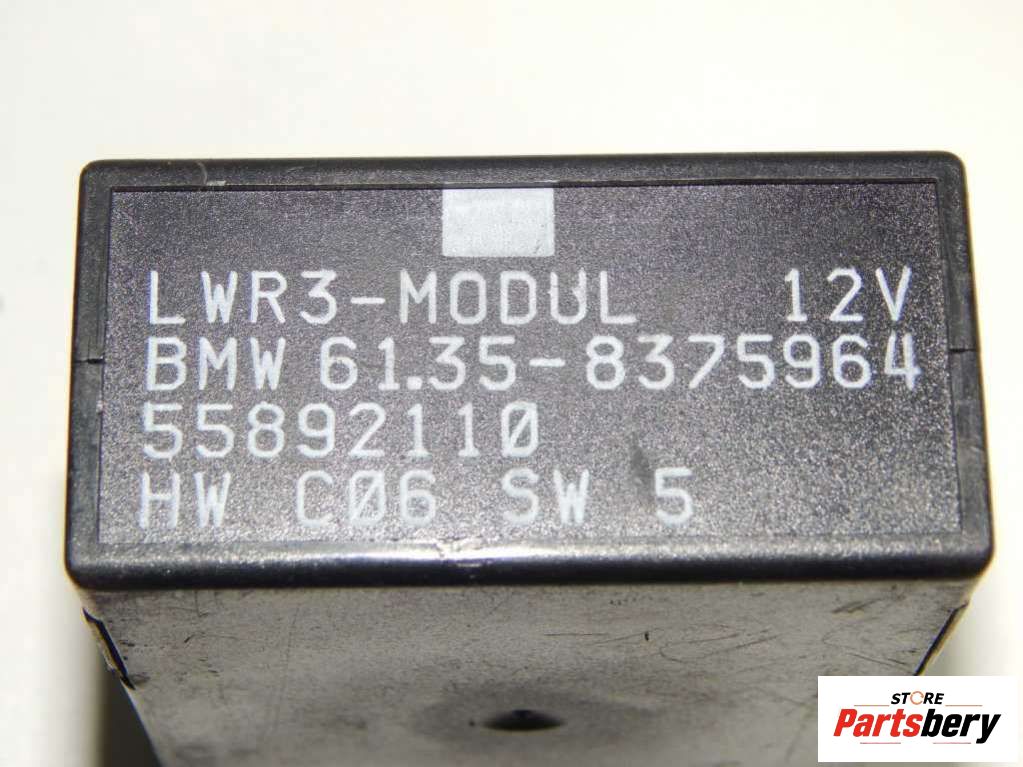 LWR3-MODUL 12V
BMW 61.35-8375964
55892110
HW C06 SW 5
STORE
Partsbery